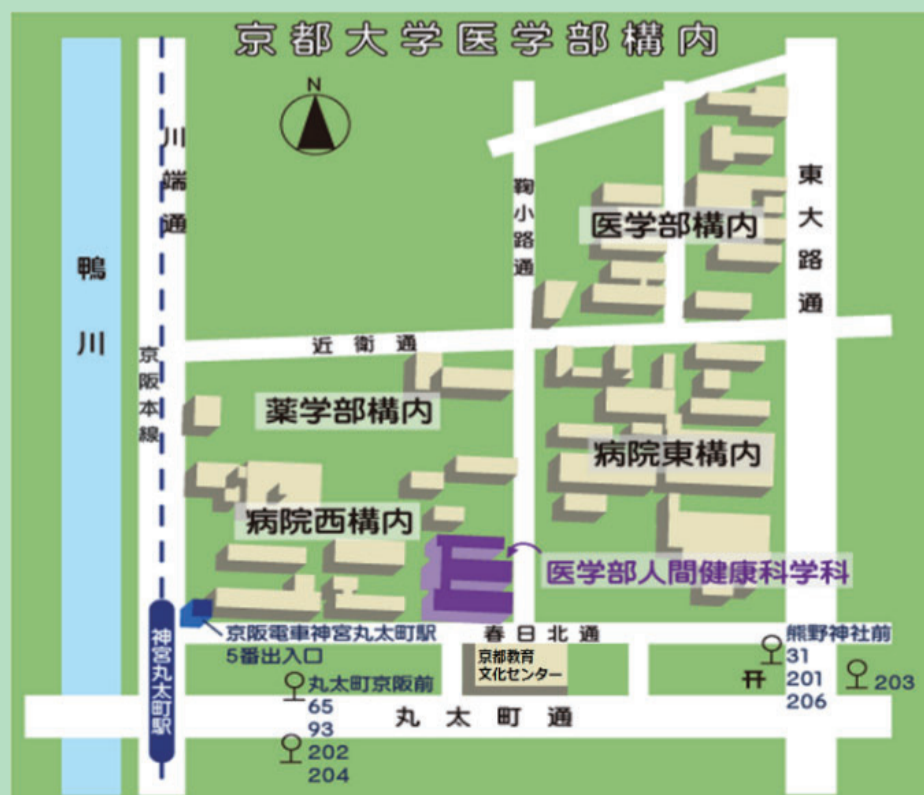 京都大学医学部構内
N
川端通
鴨川
鞠小路通
東大路通
医学部構内
近衛通
京阪本線
薬学部構内
病院東構内
病院西構内
医学部人間健康科学科
京阪電車神宮丸太町駅
5番出入口
春日北通
熊野神社前
31
201
206
203
神宮丸太町駅
京都教育
文化センター
丸太町京阪前
65
93
202
204
丸太町通